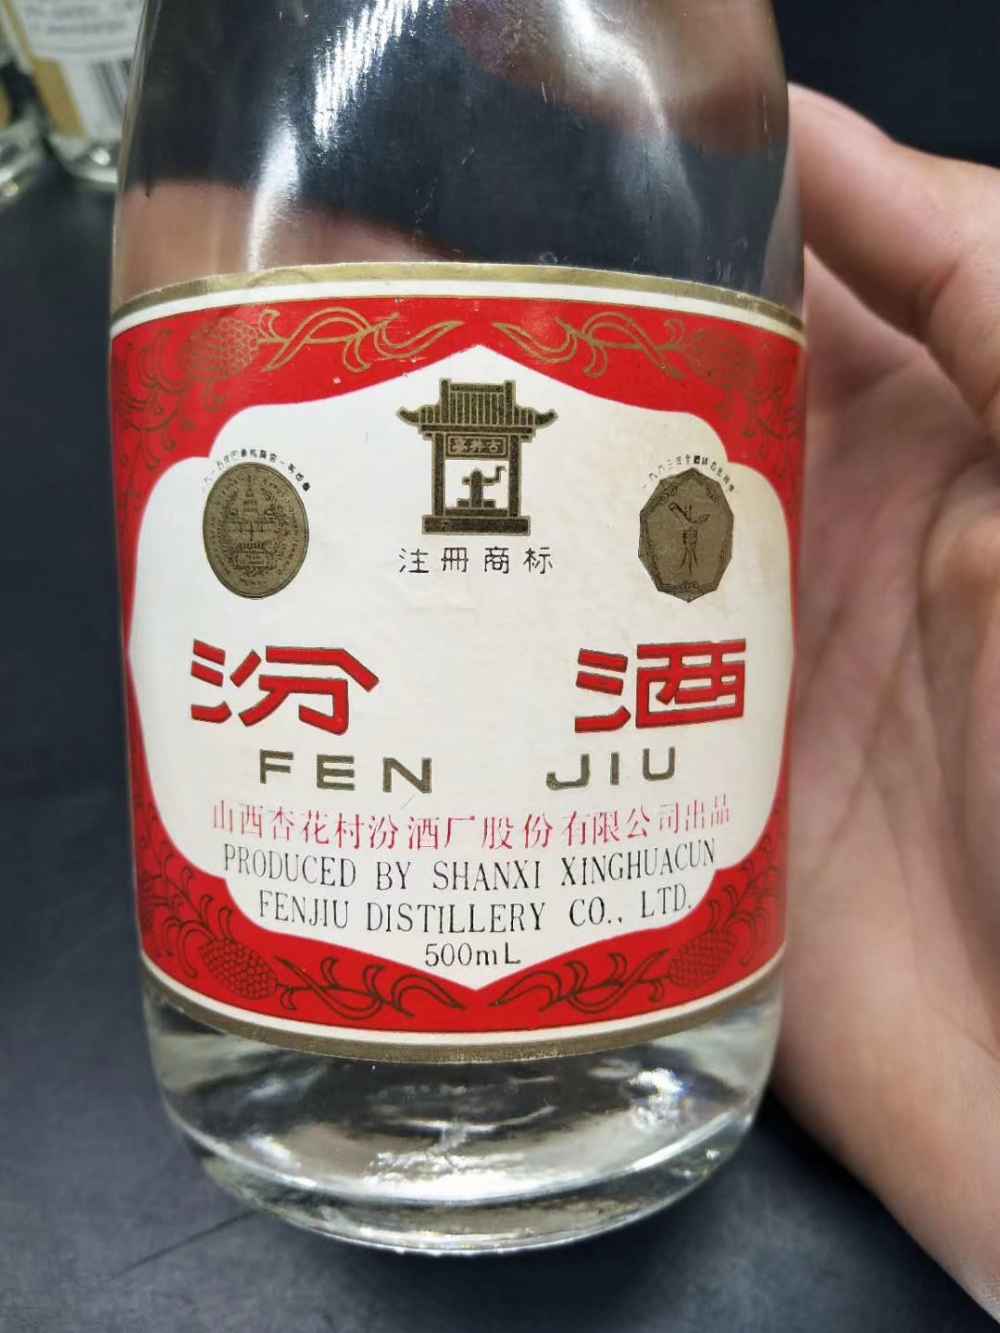 古井亭
注册商标
汾酒
FEN JIU
山西杏花村汾酒厂股份有限公司出品
PRODUCED BY SHANXI XINGHUACUN
FENJIU DISTILLERY CO., LTD.
500mL